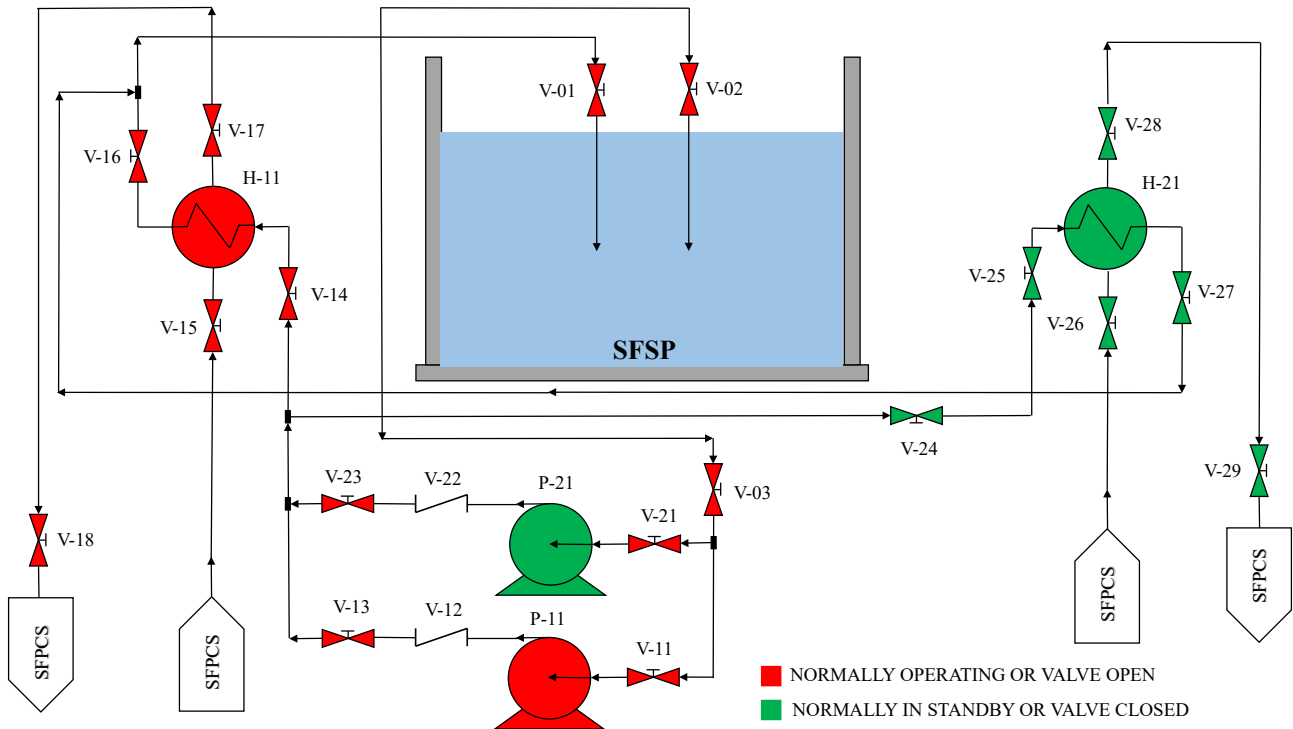 V-01
V-02
V-17
V-28
V-16
H-11
H-21
V-25
V-14
V-27
V-15
V-26
SFSP
V-24
V-23
V-22
P-21
V-03
V-29
V-21
V-18
V-13
V-12
P-11
V-11
SFPCS
SFPCS
SFPCS
SFPCS
NORMALLY OPERATING OR VALVE OPEN
NORMALLY IN STANDBY OR VALVE CLOSED